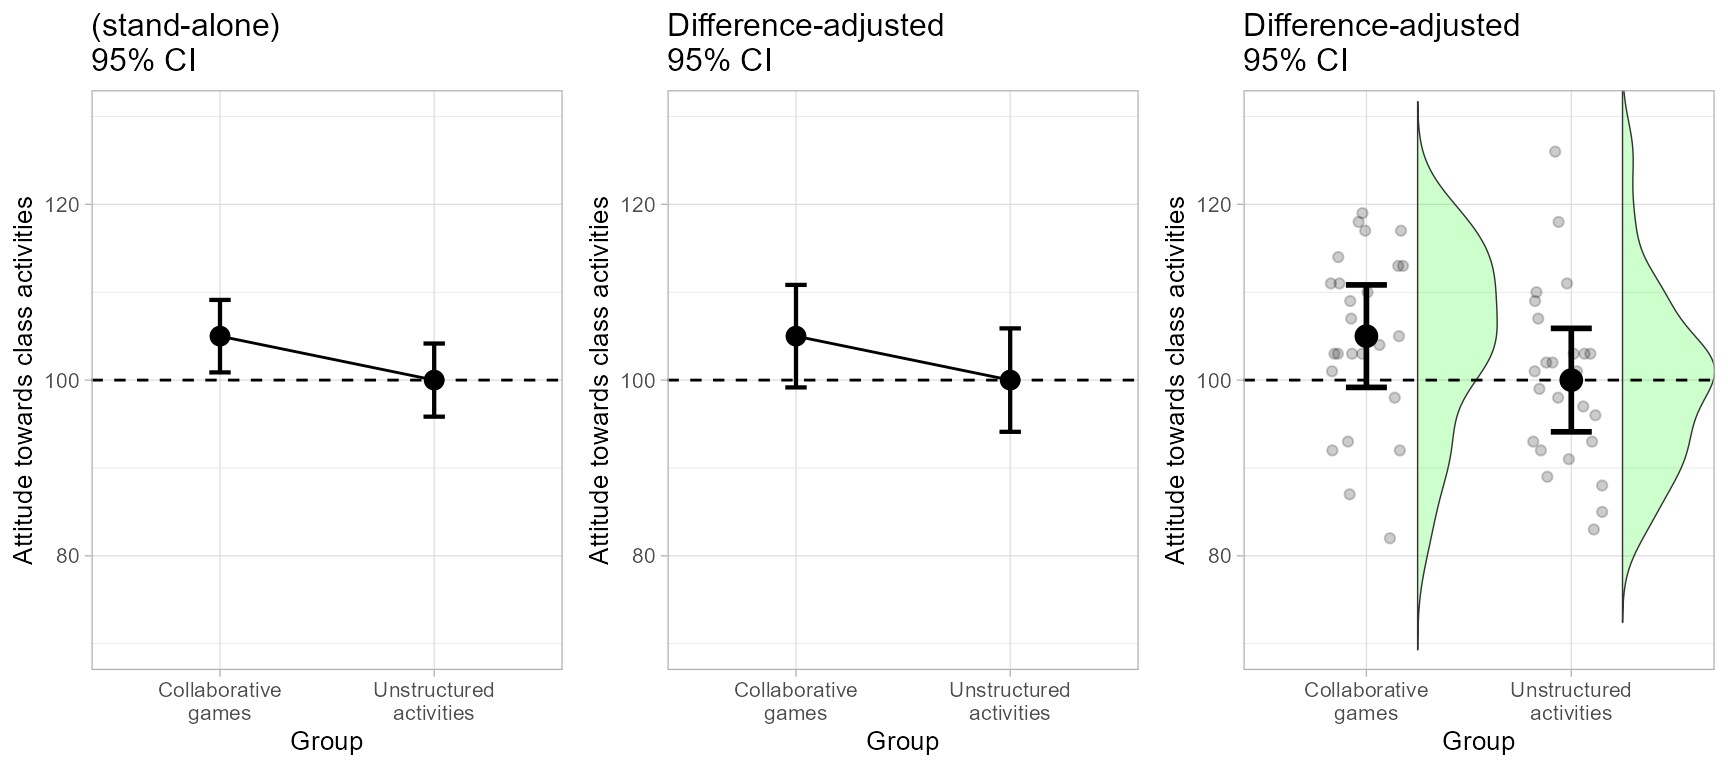 (stand-alone)
95% CI
Attitude towards class activities
120
100
80
Collaborative
games
Unstructured
activities
Group
Difference-adjusted
95% CI
Attitude towards class activities
120
100
80
Collaborative
games
Unstructured
activities
Group
Difference-adjusted
95% CI
Attitude towards class activities
120
100
80
Collaborative
games
Unstructured
activities
Group